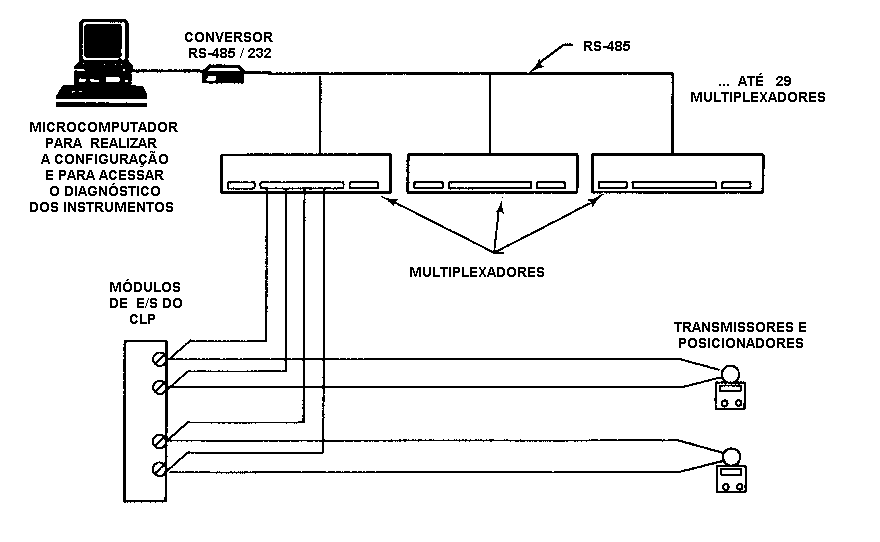 CONVERSOR
RS-485 / 232
RS-485
... ATÉ 29
MULTIPLEXADORES
MICROCOMPUTADOR
PARA REALIZAR
A CONFIGURAÇÃO
E PARA ACESSAR
O DIAGNÓSTICO
DOS INSTRUMENTOS
MULTIPLEXADORES
MÓDULOS
DE E/S DO
CLP
TRANSMISSORES E
POSICIONADORES